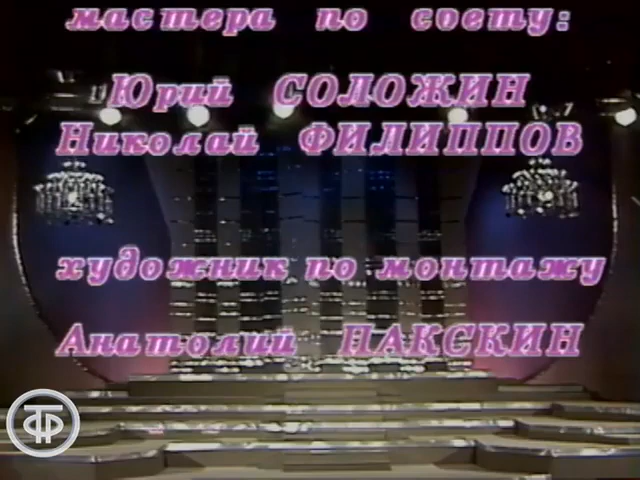 мастера по свету:
Юрий СОЛОЖИН
Николай ФИЛИППОВ
художник по монтажу
Анатолий ПАКСКИН